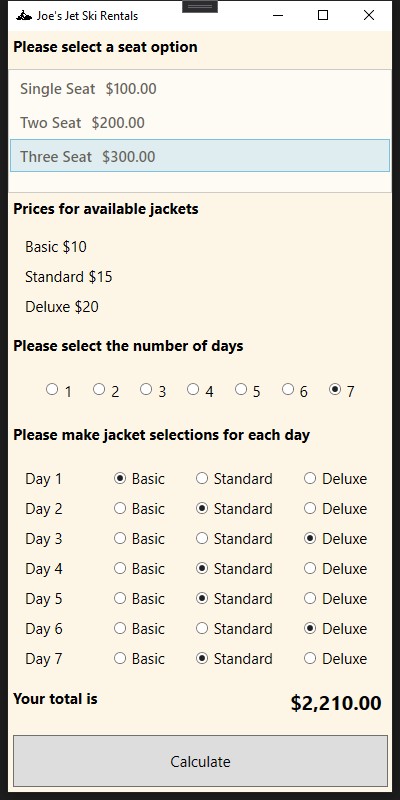 Joe's Jet Ski Rentals
Please select a seat option
Single Seat $100.00
Two Seat $200.00
Three Seat $300.00
Prices for available jackets
Basic $10
Standard $15
Deluxe $20
Please select the number of days
1 2 3 4 5 6 7
Please make jacket selections for each day
Day 1 Basic Standard Deluxe
Day 2 Basic Standard Deluxe
Day 3 Basic Standard Deluxe
Day 4 Basic Standard Deluxe
Day 5 Basic Standard Deluxe
Day 6 Basic Standard Deluxe
Day 7 Basic Standard Deluxe
Your total is $2,210.00
Calculate